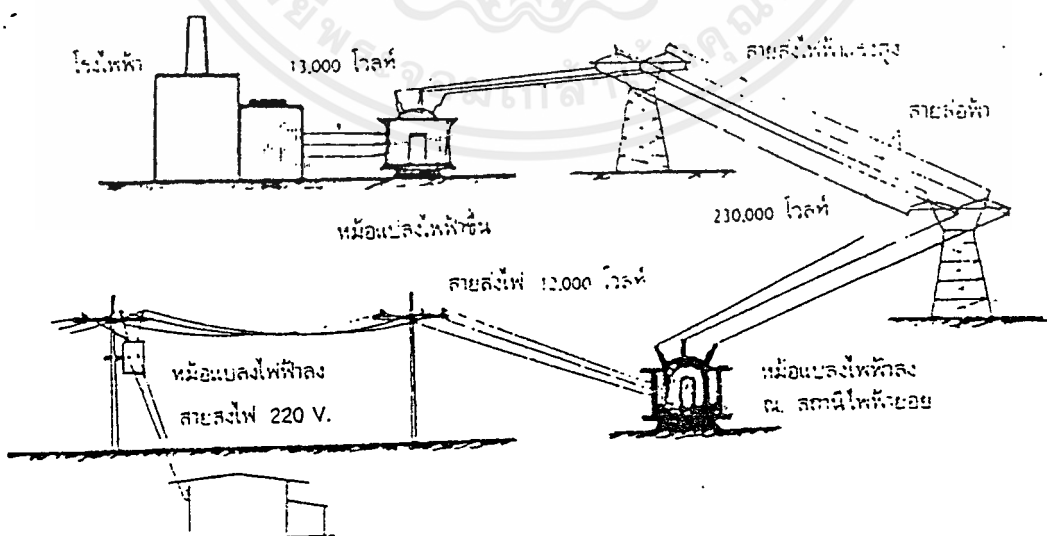 โรงไฟฟ้า
13,000 โวลท์
สายส่งไฟฟ้าแรงสูง
สายล่อฟ้า
หม้อแปลงไฟฟ้าขึ้น
230,000 โวลท์
สายส่งไฟ 12,000 โวลท์
หม้อแปลงไฟฟ้าลง
สายส่งไฟ 220 V.
หม้อแปลงไฟฟ้าลง
ณ. สถานีไฟฟ้าย่อย